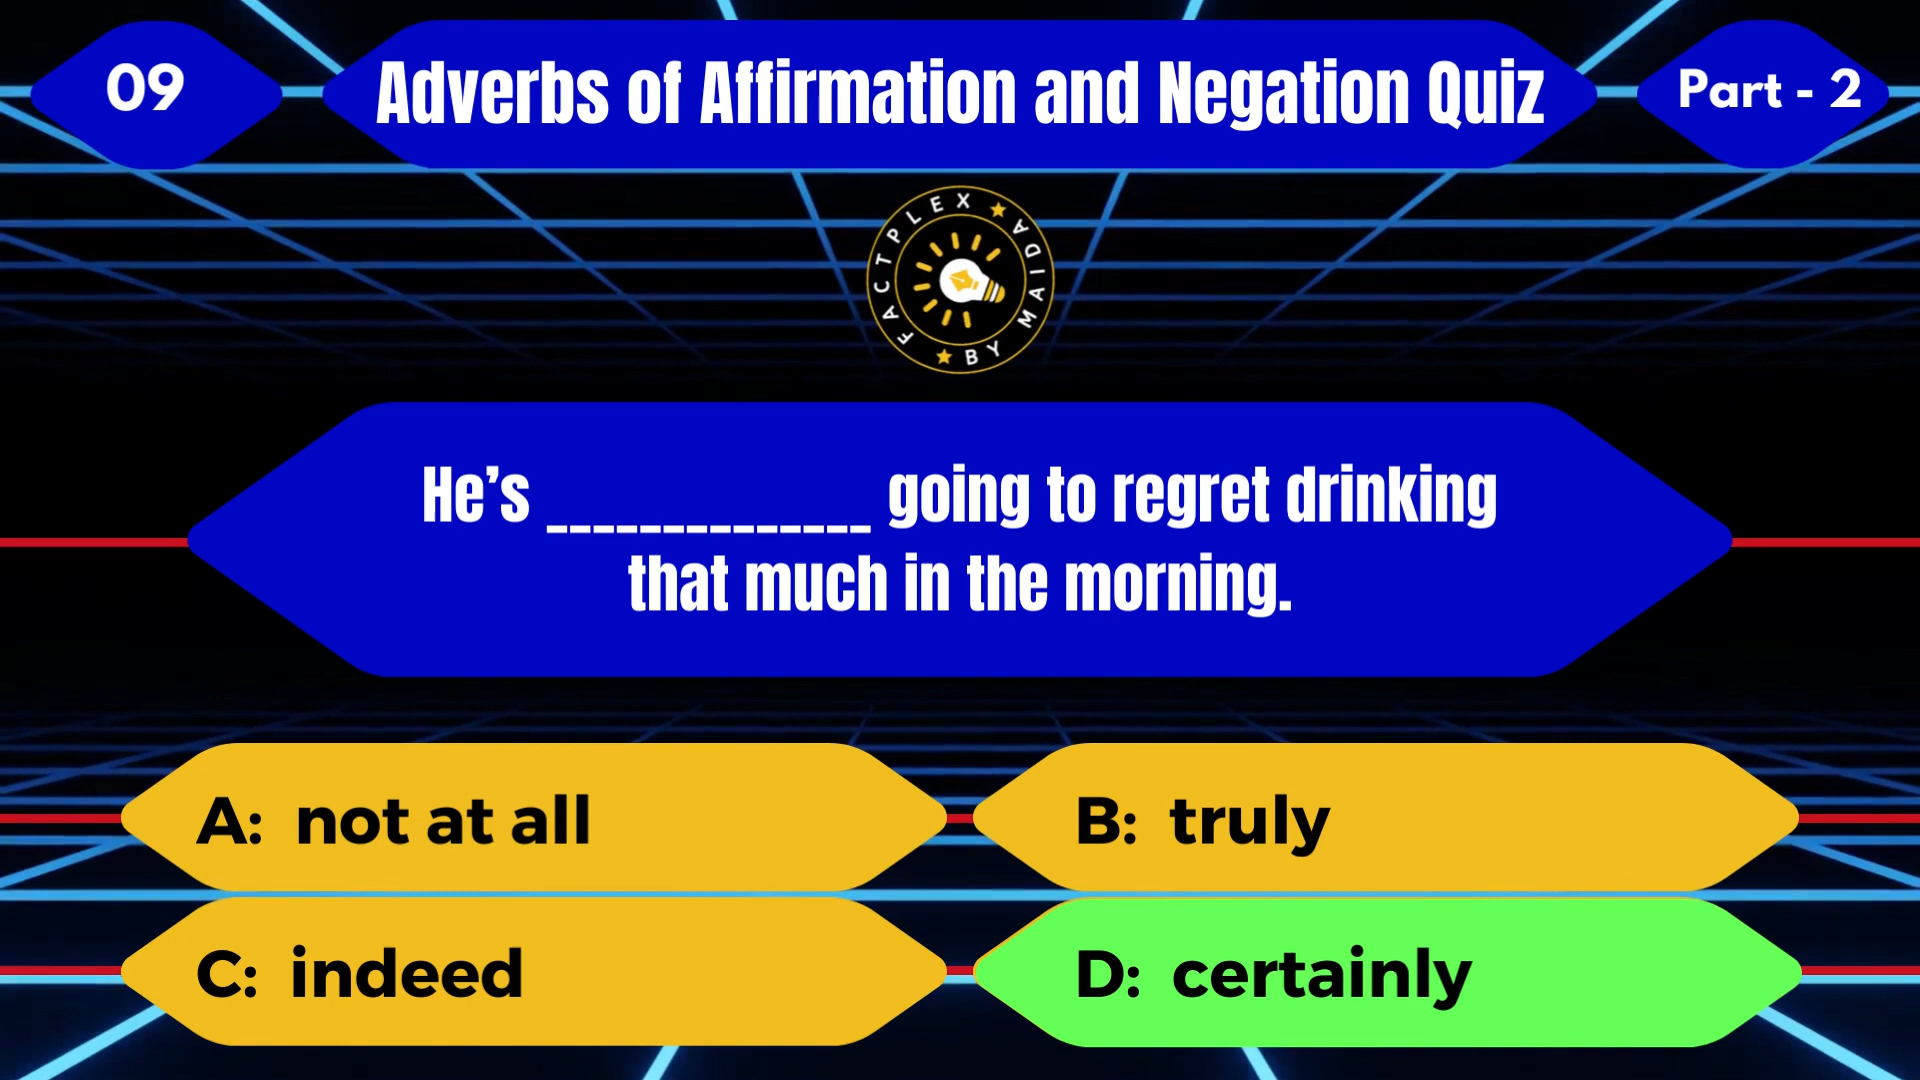 09
Adverbs of Affirmation and Negation Quiz
Part - 2
FACTPLEX ★ BY MAIDA ★
He’s ______________ going to regret drinking
that much in the morning.
A: not at all
B: truly
C: indeed
D: certainly